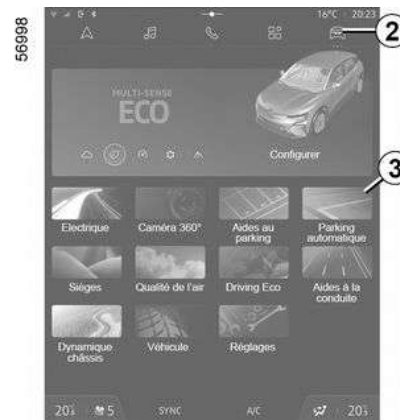 56998
16°C 20:23
2
MULTI-SENSE
ECO
Configurer
3
Electrique
Caméra 360°
Aides au parking
Parking automatique
Sièges
Qualité de l'air
Driving Eco
Aides à la conduite
Dynamique châssis
Véhicule
Réglages
5 SYNC A/C